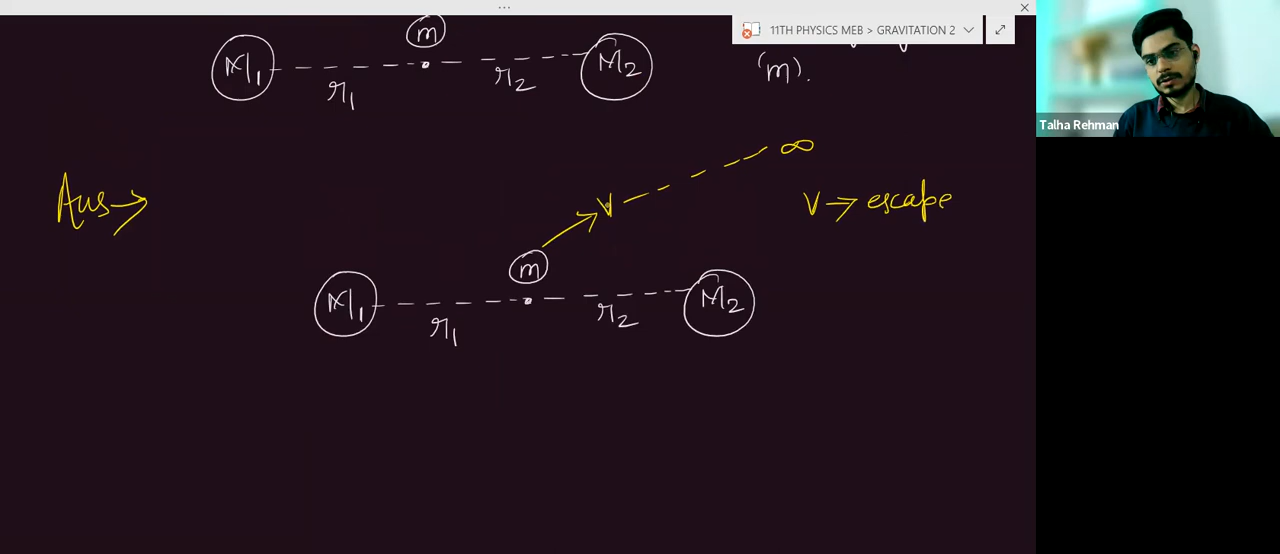 ...
11TH PHYSICS MEB > GRAVITATION 2
m
M1 r1 r2 M2
(m).
Talha Rehman
∞
Ans →
V
V → escape
m
M1 r1 r2 M2